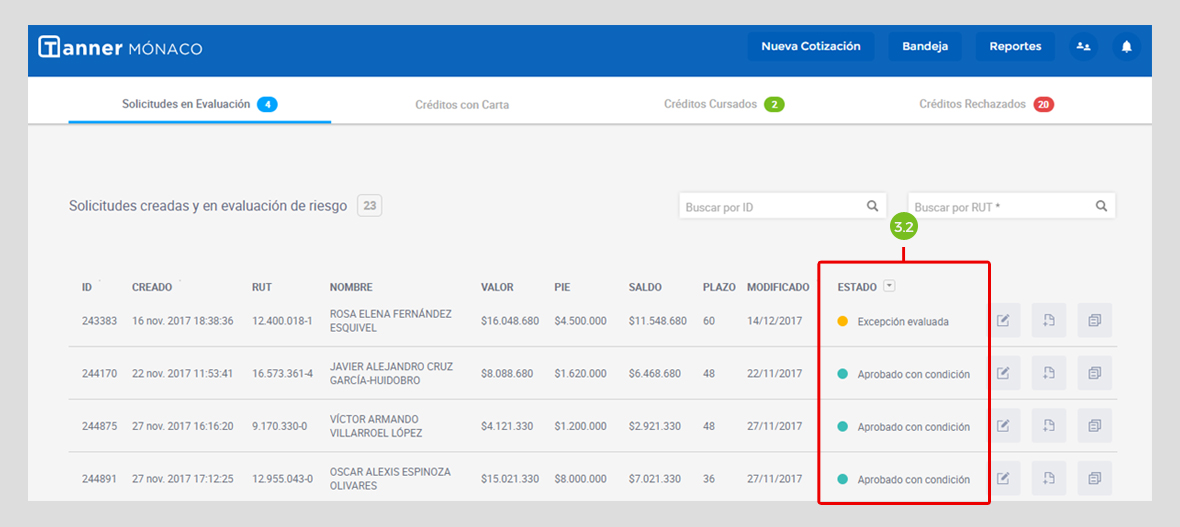 Tanner MÓNACO
Nueva Cotización
Bandeja
Reportes
Solicitudes en Evaluación 4
Créditos con Carta
Créditos Cursados 2
Créditos Rechazados 20
Solicitudes creadas y en evaluación de riesgo 23
Buscar por ID
Buscar por RUT *
3.2
ID CREADO RUT NOMBRE VALOR PIE SALDO PLAZO MODIFICADO ESTADO
243383 16 nov. 2017 18:38:36 12.400.018-1 ROSA ELENA FERNÁNDEZ $16.048.680 $4.500.000 $11.548.680 60 14/12/2017 Excepción evaluada
ESQUIVEL
244170 22 nov. 2017 11:53:41 16.573.361-4 JAVIER ALEJANDRO CRUZ $8.088.680 $1.620.000 $6.468.680 48 22/11/2017 Aprobado con condición
GARCÍA-HUIDOBRO
244875 27 nov. 2017 16:16:20 9.170.330-0 VÍCTOR ARMANDO $4.121.330 $1.200.000 $2.921.330 48 27/11/2017 Aprobado con condición
VILLARROEL LÓPEZ
244891 27 nov. 2017 17:12:25 12.955.043-0 OSCAR ALEXIS ESPINOZA $15.021.330 $8.000.000 $7.021.330 36 27/11/2017 Aprobado con condición
OLIVARES